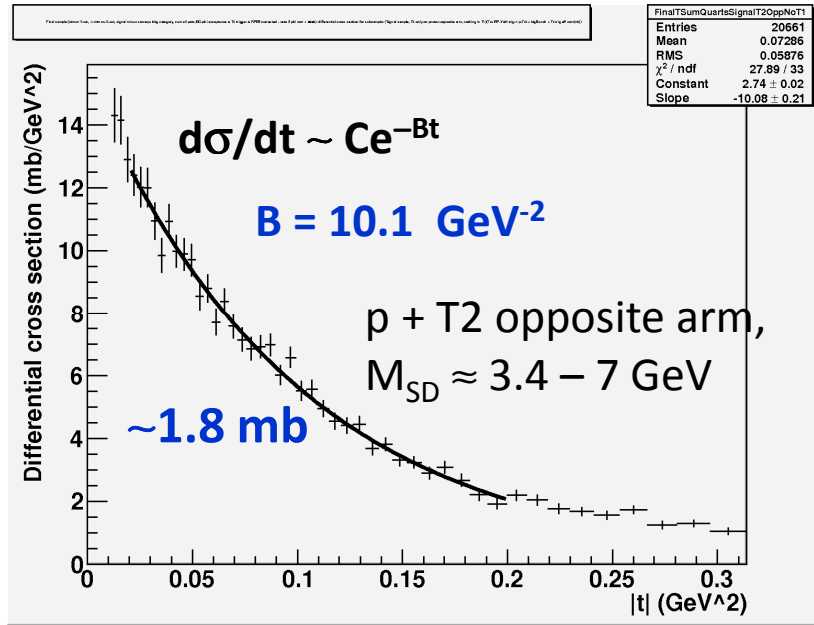 FinalTSumQuartsSignalT2OppNoT1
Entries 20661
Mean 0.07286
RMS 0.05876
χ² / ndf 27.89 / 33
Constant 2.74 ± 0.02
Slope -10.08 ± 0.21
Differential cross section (mb/GeV^2)
dσ/dt ~ Ce–Bt
B = 10.1 GeV-2
p + T2 opposite arm,
MSD ≈ 3.4 – 7 GeV
~1.8 mb
14
12
10
8
6
4
2
0
0 0.05 0.1 0.15 0.2 0.25 0.3
|t| (GeV^2)